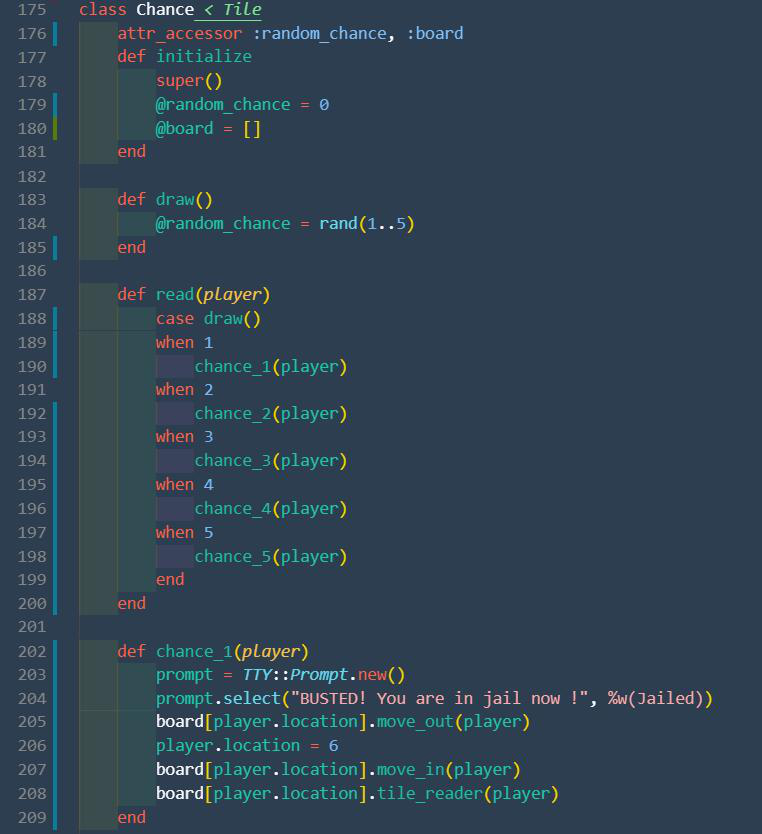 175 class Chance < Tile
176     attr_accessor :random_chance, :board
177     def initialize
178         super()
179         @random_chance = 0
180         @board = []
181     end
182
183     def draw()
184         @random_chance = rand(1..5)
185     end
186
187     def read(player)
188         case draw()
189         when 1
190             chance_1(player)
191         when 2
192             chance_2(player)
193         when 3
194             chance_3(player)
195         when 4
196             chance_4(player)
197         when 5
198             chance_5(player)
199         end
200     end
201
202     def chance_1(player)
203         prompt = TTY::Prompt.new()
204         prompt.select("BUSTED! You are in jail now !", %w(Jailed))
205         board[player.location].move_out(player)
206         player.location = 6
207         board[player.location].move_in(player)
208         board[player.location].tile_reader(player)
209     end